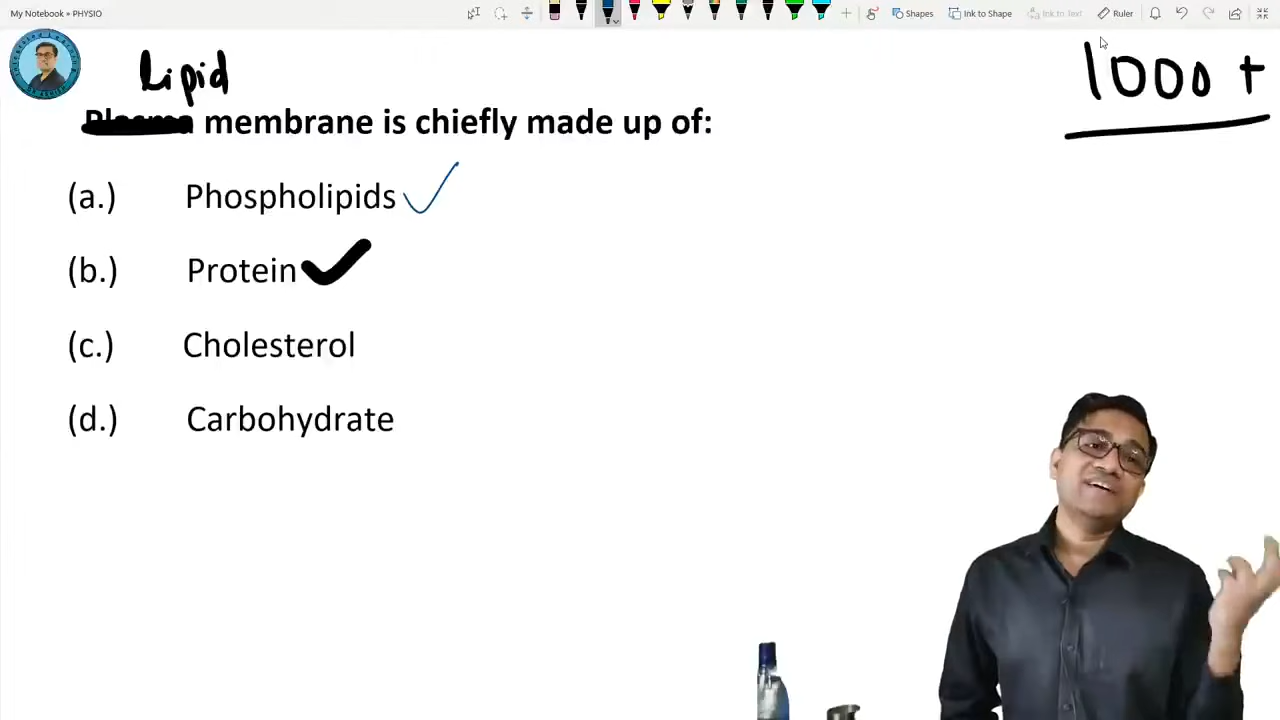 My Notebook » PHYSIO
Shapes
Ink to Shape
Ink to Text
Ruler
Lipid
1000 +
Plasma membrane is chiefly made up of:
(a.) Phospholipids
(b.) Protein
(c.) Cholesterol
(d.) Carbohydrate